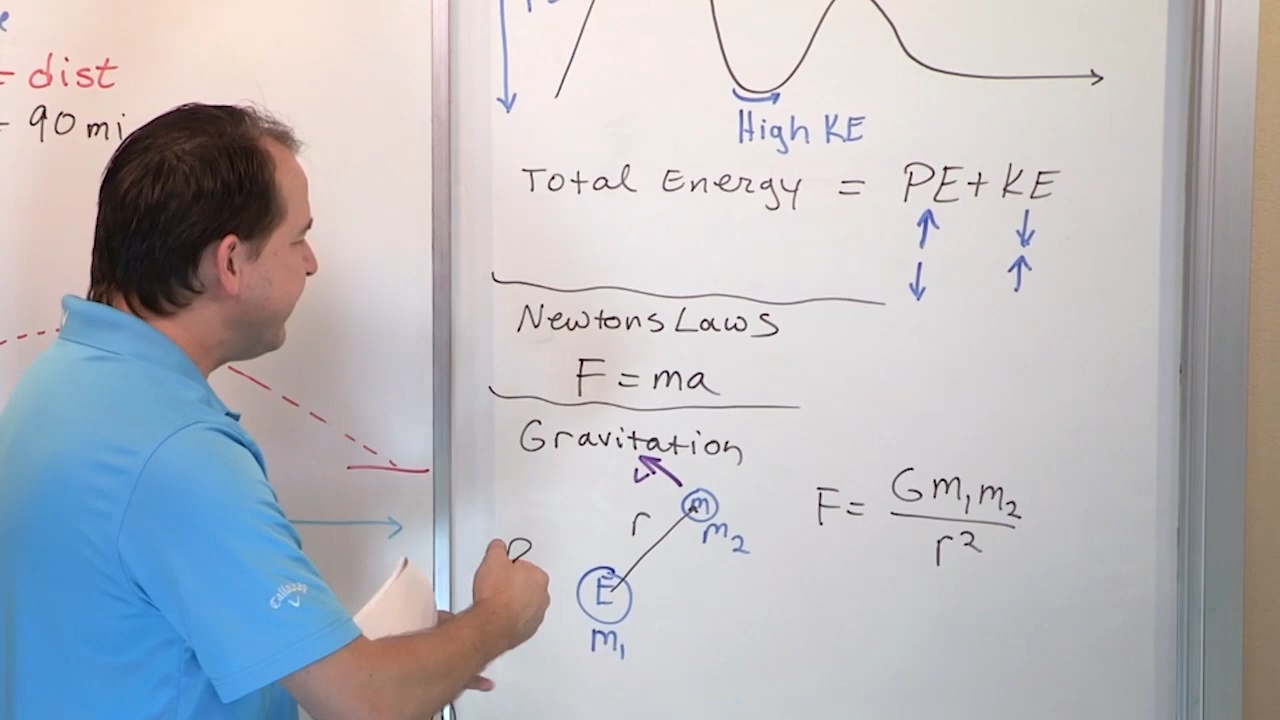 = dist
= 90 mi
High KE
Total Energy = PE + KE
Newtons Laws
F = ma
Gravitation
m
r
m2
E
m1
F = Gm1m2
r2
Callaway